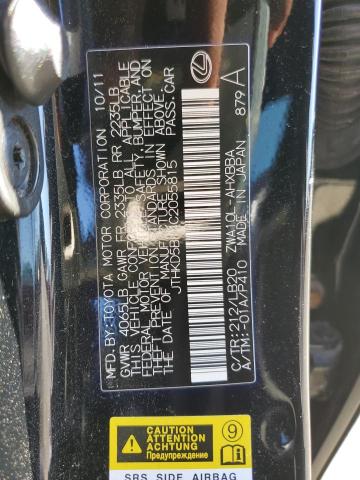 MFD.BY:TOYOTA MOTOR CORPORATION 10/11
GVWR 4065LB GAWR FR 2335LB RR 2235LB
THIS VEHICLE CONFORMS TO ALL APPLICABLE
FEDERAL MOTOR VEHICLE SAFETY, BUMPER, AND
THEFT PREVENTION STANDARDS IN EFFECT ON
THE DATE OF MANUFACTURE SHOWN ABOVE.
C2055815 PASS.CAR
ZWA10L-AHXBBA
C/TR:212/LB20
A/TM:-01A/P410 MADE IN JAPAN
879 A
CAUTION
ATTENTION
ACHTUNG
Предупреждение
9
SRS SIDE AIRBAG